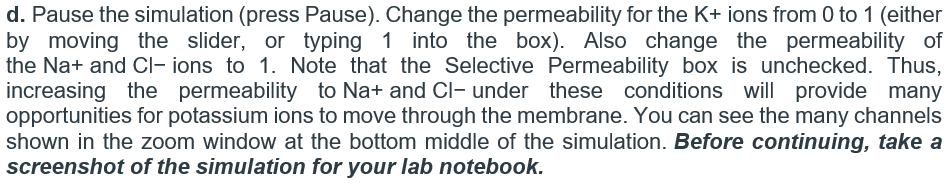 d. Pause the simulation (press Pause). Change the permeability for the K+ ions from 0 to 1 (either
by moving the slider, or typing 1 into the box). Also change the permeability of
the Na+ and Cl− ions to 1. Note that the Selective Permeability box is unchecked. Thus,
increasing the permeability to Na+ and Cl− under these conditions will provide many
opportunities for potassium ions to move through the membrane. You can see the many channels
shown in the zoom window at the bottom middle of the simulation. Before continuing, take a
screenshot of the simulation for your lab notebook.